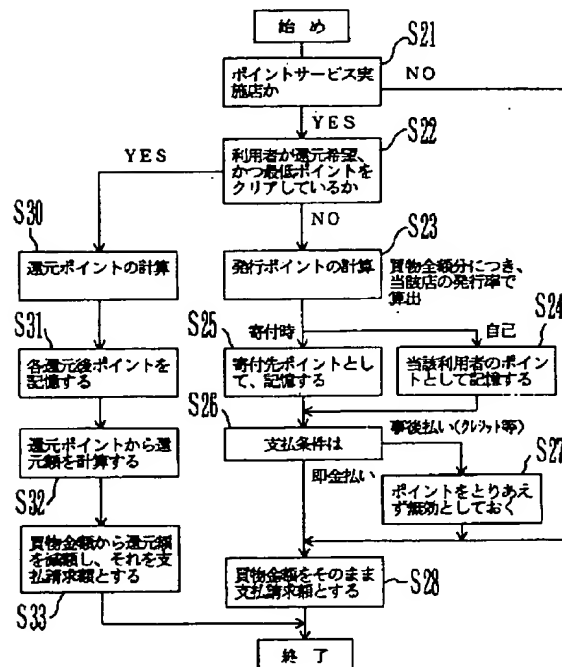 始め
S21
ポイントサービス実
施店か
NO
YES
S22
利用者が還元希望、
かつ最低ポイントを
クリアしているか
YES
NO
S30
還元ポイントの計算
S23
発行ポイントの計算
買物金額分につき、
当該店の発行率で
算出
S31
各還元後ポイントを
記憶する
S25
寄付時
寄付先ポイントとし
て、記憶する
自己
S24
当該利用者のポイン
トとして記憶する
S26
支払条件は
事後払い(クレジット等)
即金払い
S27
ポイントをとりあえ
ず無効としておく
還元ポイントから還
元額を計算する
S32
買物金額から還元額
を減額し、それを支
払請求額とする
S33
買物金額をそのまま
支払請求額とする
S28
終了